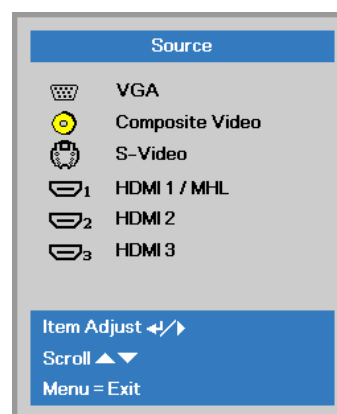 Source
VGA
Composite Video
S-Video
1 HDMI 1 / MHL
2 HDMI 2
3 HDMI 3
Item Adjust ↵/▶
Scroll ▲▼
Menu = Exit